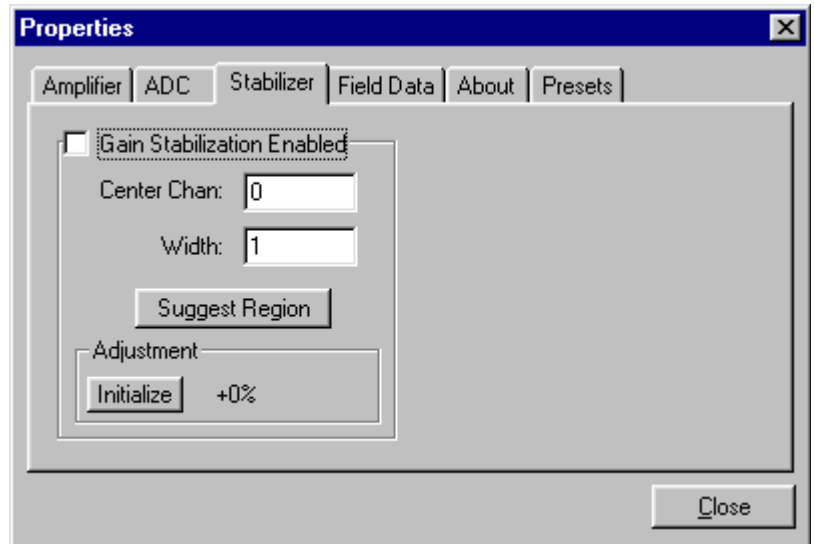 Properties
Amplifier ADC Stabilizer Field Data About Presets
Gain Stabilization Enabled
Center Chan: 0
Width: 1
Suggest Region
Adjustment
Initialize +0%
Close